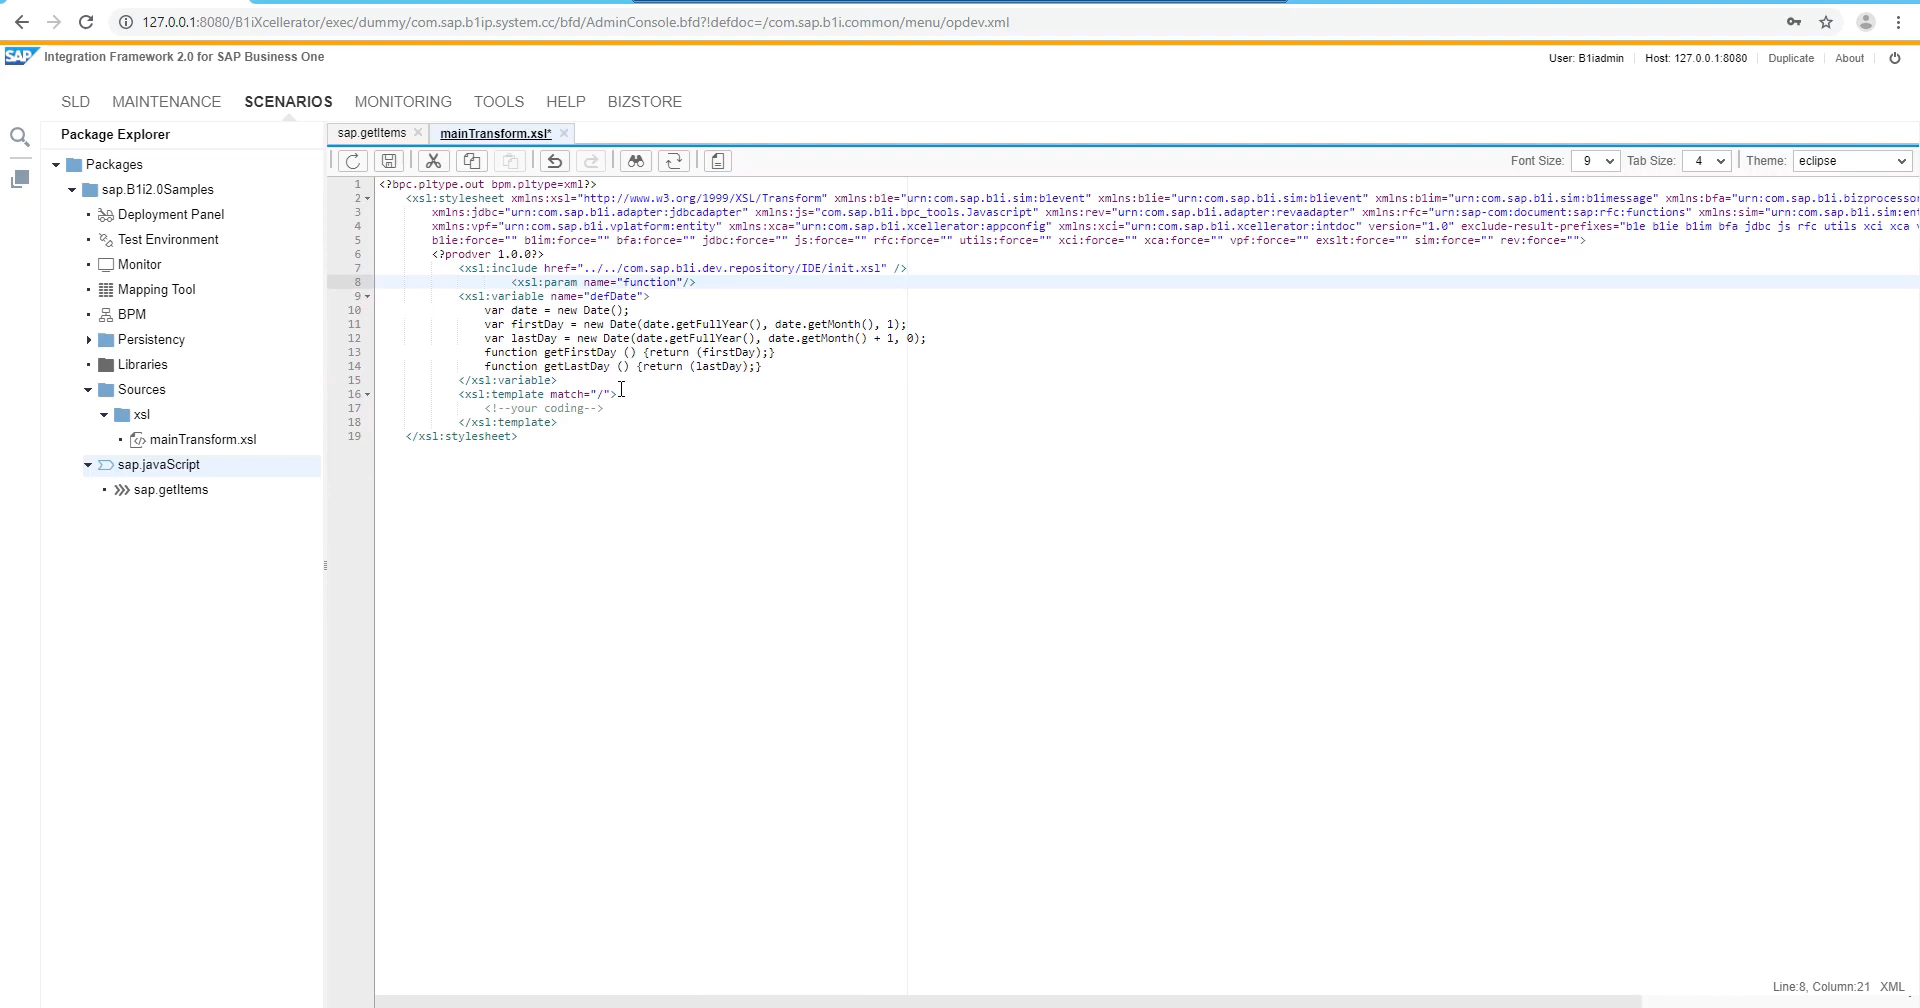 127.0.0.1:8080/B1iXcellerator/exec/dummy/com.sap.b1ip.system.cc/bfd/AdminConsole.bfd?!defdoc=/com.sap.b1i.common/menu/opdev.xml
SAP Integration Framework 2.0 for SAP Business One
User: B1iadmin Host: 127.0.0.1:8080 Duplicate About
SLD MAINTENANCE SCENARIOS MONITORING TOOLS HELP BIZSTORE
Package Explorer
Packages
sap.B1i2.0Samples
Deployment Panel
Test Environment
Monitor
Mapping Tool
BPM
Persistency
Libraries
Sources
xsl
mainTransform.xsl
sap.javaScript
sap.getItems
sap.getItems mainTransform.xsl*
Font Size: 9 Tab Size: 4 Theme: eclipse
1 <?bpc.pltype.out bpm.pltype=xml?>
2 <xsl:stylesheet xmlns:xsl="http://www.w3.org/1999/XSL/Transform" xmlns:b1e="urn:com.sap.b1i.sim:b1event" xmlns:b1ie="urn:com.sap.b1i.sim:b1ievent" xmlns:b1im="urn:com.sap.b1i.sim:b1imessage" xmlns:bfa="urn:com.sap.b1i.bizprocessor
3 xmlns:jdbc="urn:com.sap.b1i.adapter:jdbcadapter" xmlns:js="com.sap.b1i.bpc_tools.Javascript" xmlns:rev="urn:com.sap.b1i.adapter:revaadapter" xmlns:rfc="urn:sap-com:document:sap:rfc:functions" xmlns:sim="urn:com.sap.b1i.sim:ent
4 xmlns:vpf="urn:com.sap.b1i.vplatform:entity" xmlns:xca="urn:com.sap.b1i.xcellerator:appconfig" xmlns:xci="urn:com.sap.b1i.xcellerator:intdoc" version="1.0" exclude-result-prefixes="b1e b1ie b1im bfa jdbc js rfc utils xci xca v
5 b1ie:force="" b1im:force="" bfa:force="" jdbc:force="" js:force="" rfc:force="" utils:force="" xci:force="" xca:force="" vpf:force="" exslt:force="" sim:force="" rev:force="">
6 <?prodver 1.0.0?>
7 <xsl:include href="../../com.sap.b1i.dev.repository/IDE/init.xsl" />
8 <xsl:param name="function"/>
9 <xsl:variable name="defDate">
10 var date = new Date();
11 var firstDay = new Date(date.getFullYear(), date.getMonth(), 1);
12 var lastDay = new Date(date.getFullYear(), date.getMonth() + 1, 0);
13 function getFirstDay () {return (firstDay);}
14 function getLastDay () {return (lastDay);}
15 </xsl:variable>
16 <xsl:template match="/">
17 <!--your coding-->
18 </xsl:template>
19 </xsl:stylesheet>
Line:8, Column:21 XML